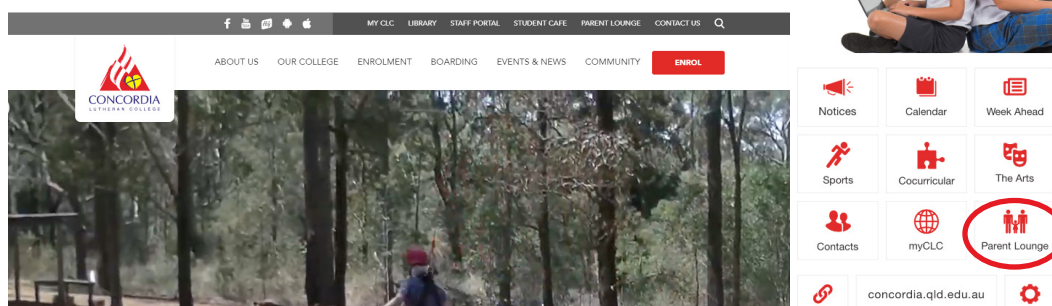 MY CLC LIBRARY STAFF PORTAL STUDENT CAFE PARENT LOUNGE CONTACT US
ABOUT US OUR COLLEGE ENROLMENT BOARDING EVENTS & NEWS COMMUNITY ENROL
CONCORDIA
LUTHERAN COLLEGE
Notices Calendar Week Ahead
Sports Cocurricular The Arts
Contacts myCLC Parent Lounge
concordia.qld.edu.au